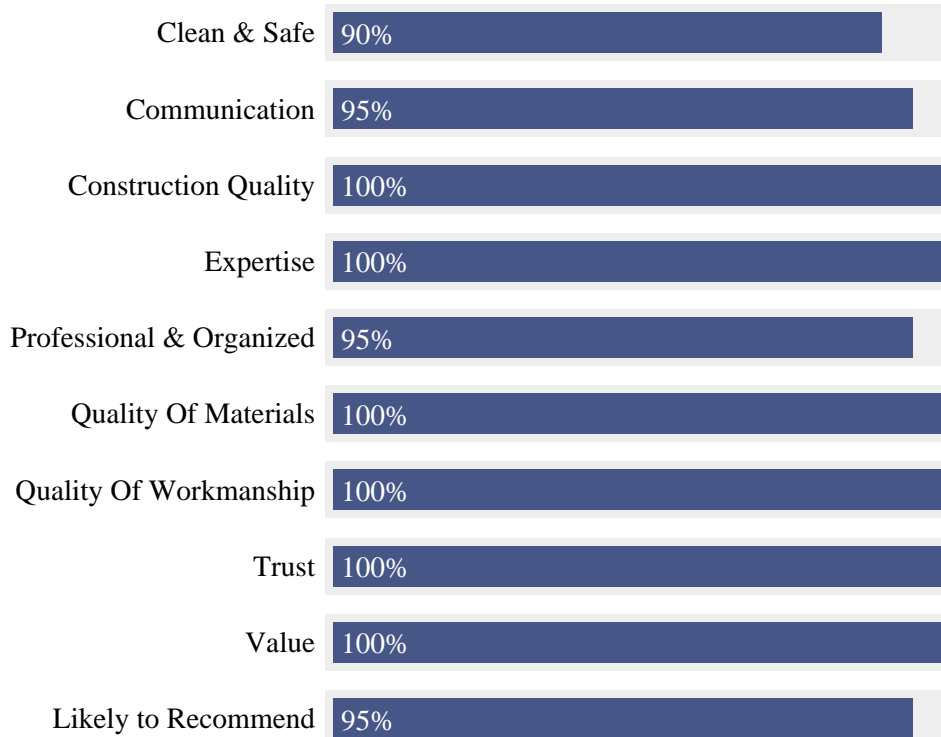 Clean & Safe 90%
Communication 95%
Construction Quality 100%
Expertise 100%
Professional & Organized 95%
Quality Of Materials 100%
Quality Of Workmanship 100%
Trust 100%
Value 100%
Likely to Recommend 95%